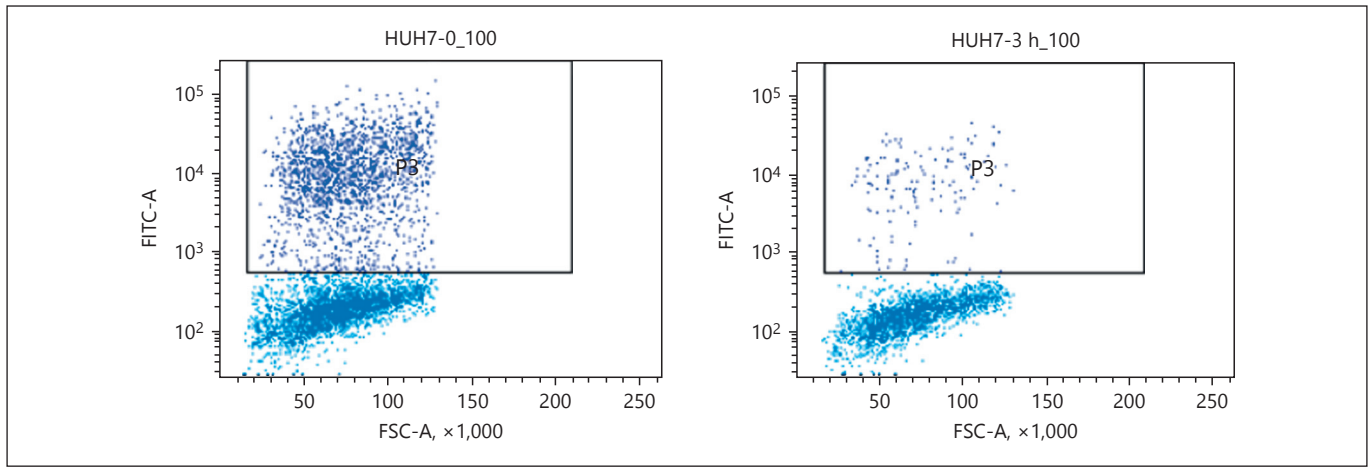 HUH7-0_100
FITC-A
10⁵
10⁴
P3
10³
10²
50 100 150 200 250
FSC-A, ×1,000
HUH7-3 h_100
FITC-A
10⁵
10⁴
P3
10³
10²
50 100 150 200 250
FSC-A, ×1,000